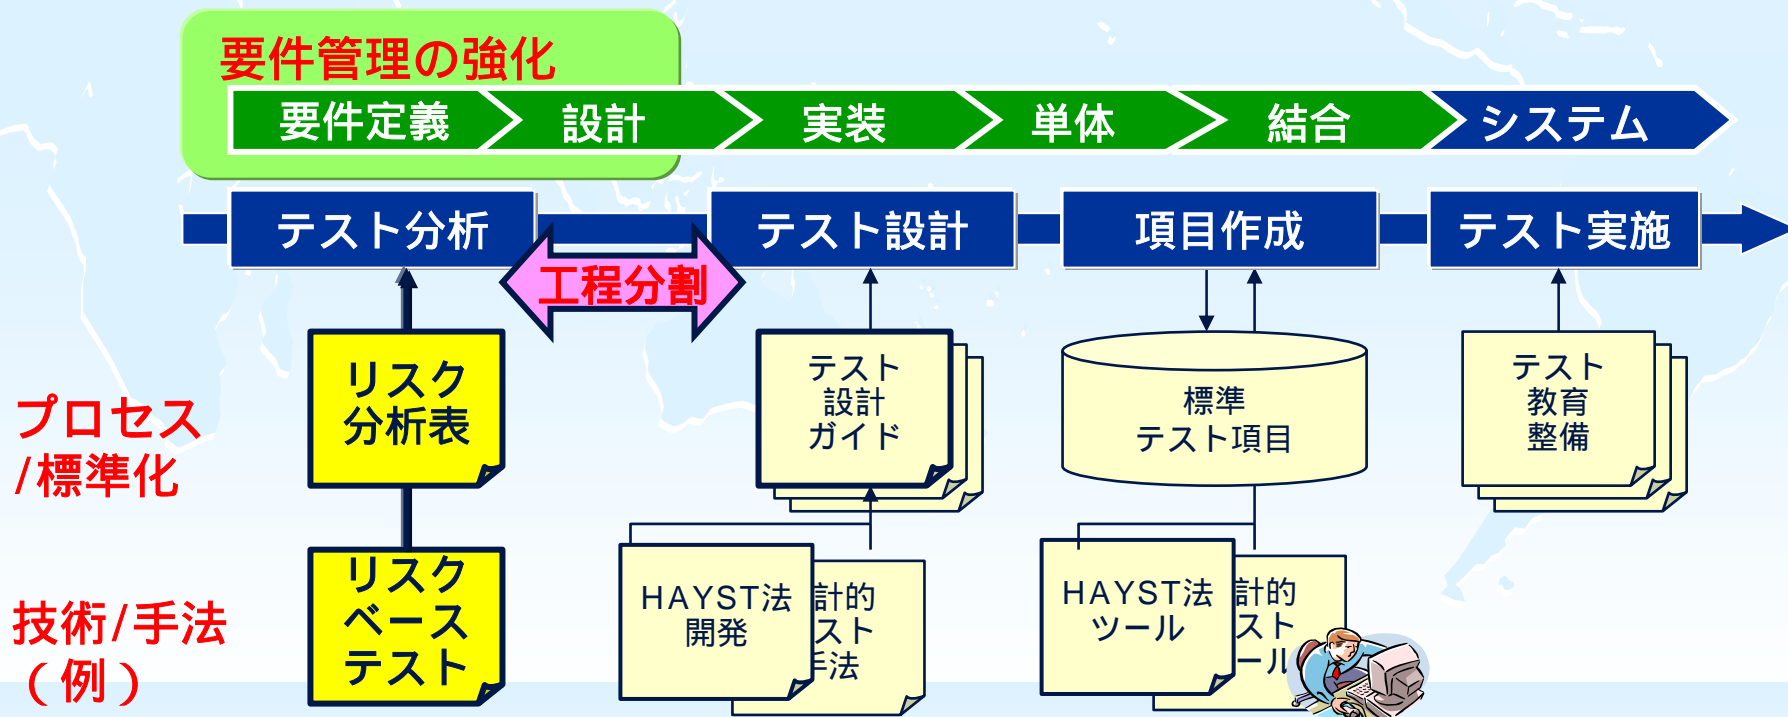 要件管理の強化
要件定義
設計
実装
単体
結合
システム
テスト分析
テスト設計
項目作成
テスト実施
工程分割
プロセス
/標準化
リスク
分析表
テスト
設計
ガイド
標準
テスト項目
テスト
教育
整備
技術/手法
（例）
リスク
ベース
テスト
HAYST法
開発
計的
スト
手法
HAYST法
ツール
計的
スト
ール